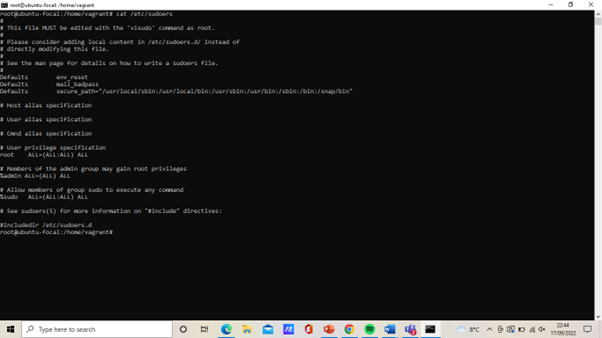 root@ubuntu-focal: /home/vagrant
root@ubuntu-focal:/home/vagrant# cat /etc/sudoers
#
# This file MUST be edited with the 'visudo' command as root.
#
# Please consider adding local content in /etc/sudoers.d/ instead of
# directly modifying this file.
#
# See the man page for details on how to write a sudoers file.
#
Defaults        env_reset
Defaults        mail_badpass
Defaults        secure_path="/usr/local/sbin:/usr/local/bin:/usr/sbin:/usr/bin:/sbin:/bin:/snap/bin"
# Host alias specification
# User alias specification
# Cmnd alias specification
# User privilege specification
root    ALL=(ALL:ALL) ALL
# Members of the admin group may gain root privileges
%admin ALL=(ALL) ALL
# Allow members of group sudo to execute any command
%sudo   ALL=(ALL:ALL) ALL
# See sudoers(5) for more information on "#include" directives:
#includedir /etc/sudoers.d
root@ubuntu-focal:/home/vagrant#
Type here to search
8°C
22:44
17/09/2022